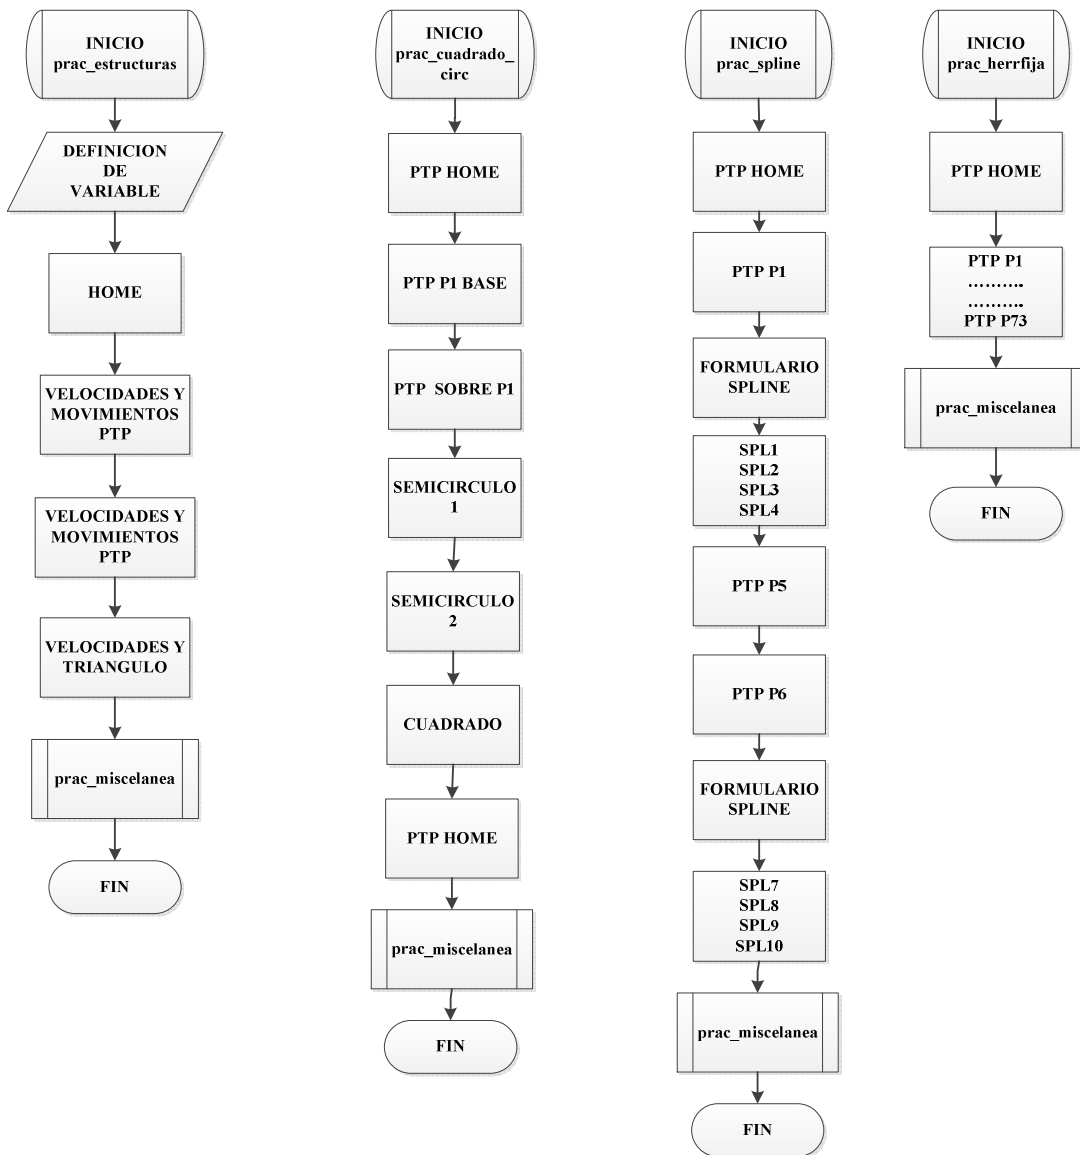 INICIO
prac_estructuras
DEFINICION
DE
VARIABLE
HOME
VELOCIDADES Y
MOVIMIENTOS
PTP
VELOCIDADES Y
MOVIMIENTOS
PTP
VELOCIDADES Y
TRIANGULO
prac_miscelanea
FIN
INICIO
prac_cuadrado_
circ
PTP HOME
PTP P1 BASE
PTP SOBRE P1
SEMICIRCULO
1
SEMICIRCULO
2
CUADRADO
PTP HOME
prac_miscelanea
FIN
INICIO
prac_spline
PTP HOME
PTP P1
FORMULARIO
SPLINE
SPL1
SPL2
SPL3
SPL4
PTP P5
PTP P6
FORMULARIO
SPLINE
SPL7
SPL8
SPL9
SPL10
prac_miscelanea
FIN
INICIO
prac_herrfija
PTP HOME
PTP P1
……….
……….
PTP P73
prac_miscelanea
FIN